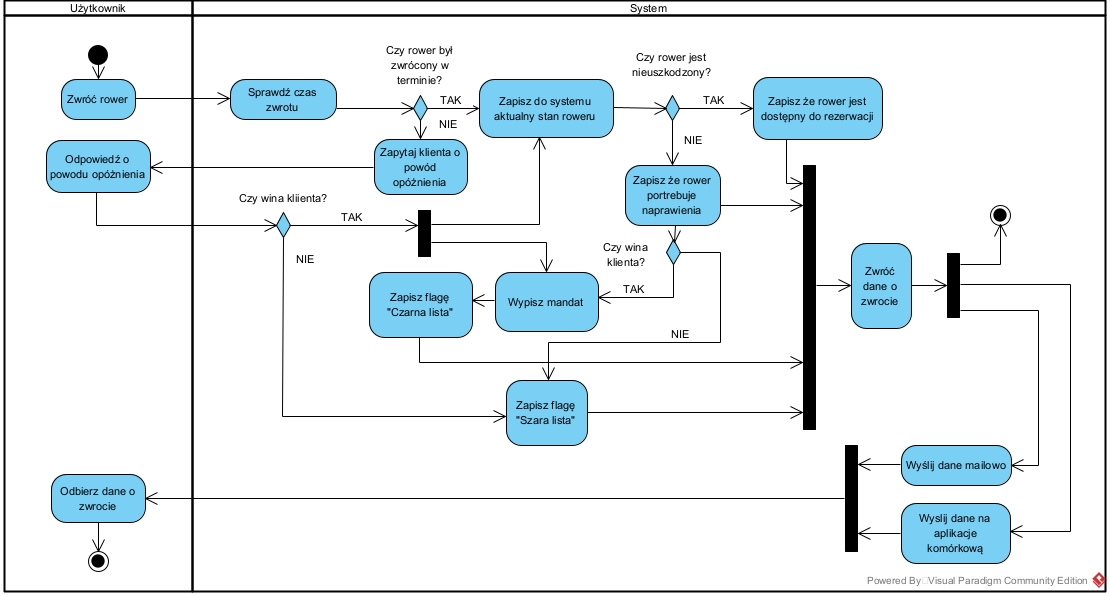 Użytkownik
System
Zwróć rower
Sprawdź czas
zwrotu
Czy rower był
zwrócony w
terminie?
TAK
NIE
Zapisz do systemu
aktualny stan roweru
Czy rower jest
nieuszkodzony?
TAK
NIE
Zapisz że rower jest
dostępny do rezerwacji
Odpowiedź o
powodu opóźnienia
Zapytaj klienta o
powód
opóźnienia
Czy wina kliienta?
TAK
NIE
Zapisz że rower
portrebuje
naprawienia
Czy wina
klienta?
TAK
NIE
Zapisz flagę
"Czarna lista"
Wypisz mandat
Zapisz flagę
"Szara lista"
Zwróć
dane o
zwrocie
Wyślij dane mailowo
Wyslij dane na
aplikacje
komórkową
Odbierz dane o
zwrocie
Powered By Visual Paradigm Community Edition